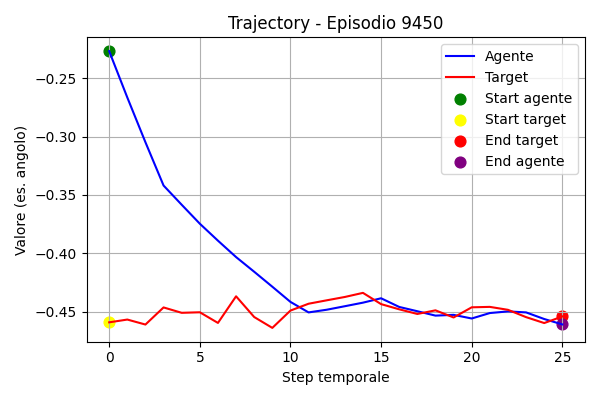 Trajectory - Episodio 9450
Valore (es. angolo)
−0.25
−0.30
−0.35
−0.40
−0.45
0
5
10
15
20
25
Step temporale
Agente
Target
Start agente
Start target
End target
End agente